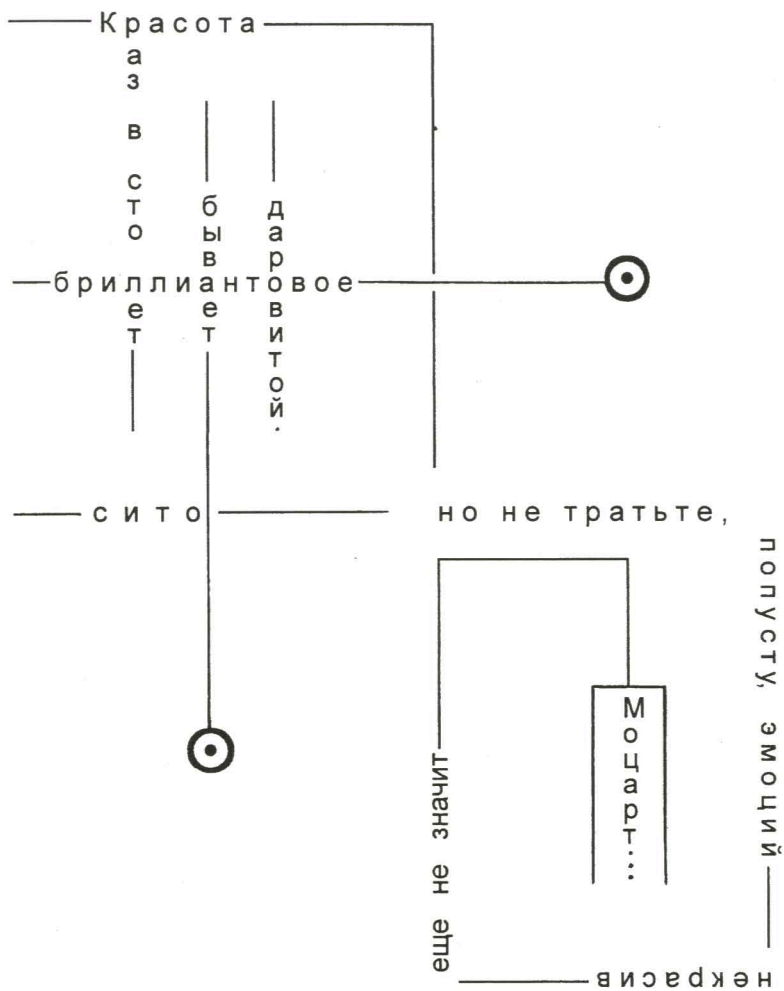 Красота
раз в сто лет
бывает
даровитой.
бриллиантовое
сито
но не тратьте,
попусту, эмоций
некрасив
еще не значит
Моцарт...